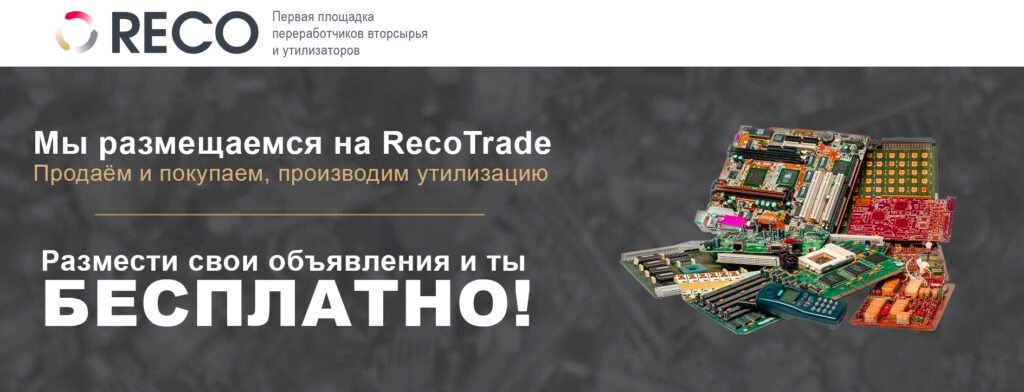 RECO
Первая площадка
переработчиков вторсырья
и утилизаторов
Мы размещаемся на RecoTrade
Продаём и покупаем, производим утилизацию
Размести свои объявления и ты
БЕСПЛАТНО!